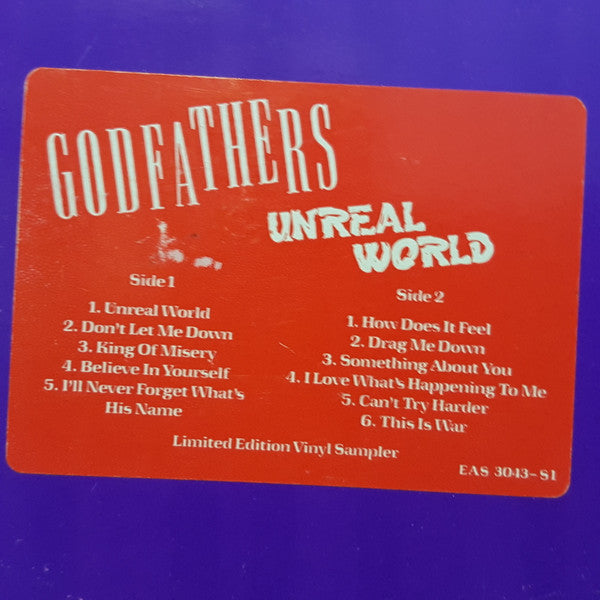 GODFATHERS
UNREAL
WORLD
Side 1
1. Unreal World
2. Don't Let Me Down
3. King Of Misery
4. Believe In Yourself
5. I'll Never Forget What's
His Name
Side 2
1. How Does It Feel
2. Drag Me Down
3. Something About You
4. I Love What's Happening To Me
5. Can't Try Harder
6. This Is War
Limited Edition Vinyl Sampler
EAS 3043-S1